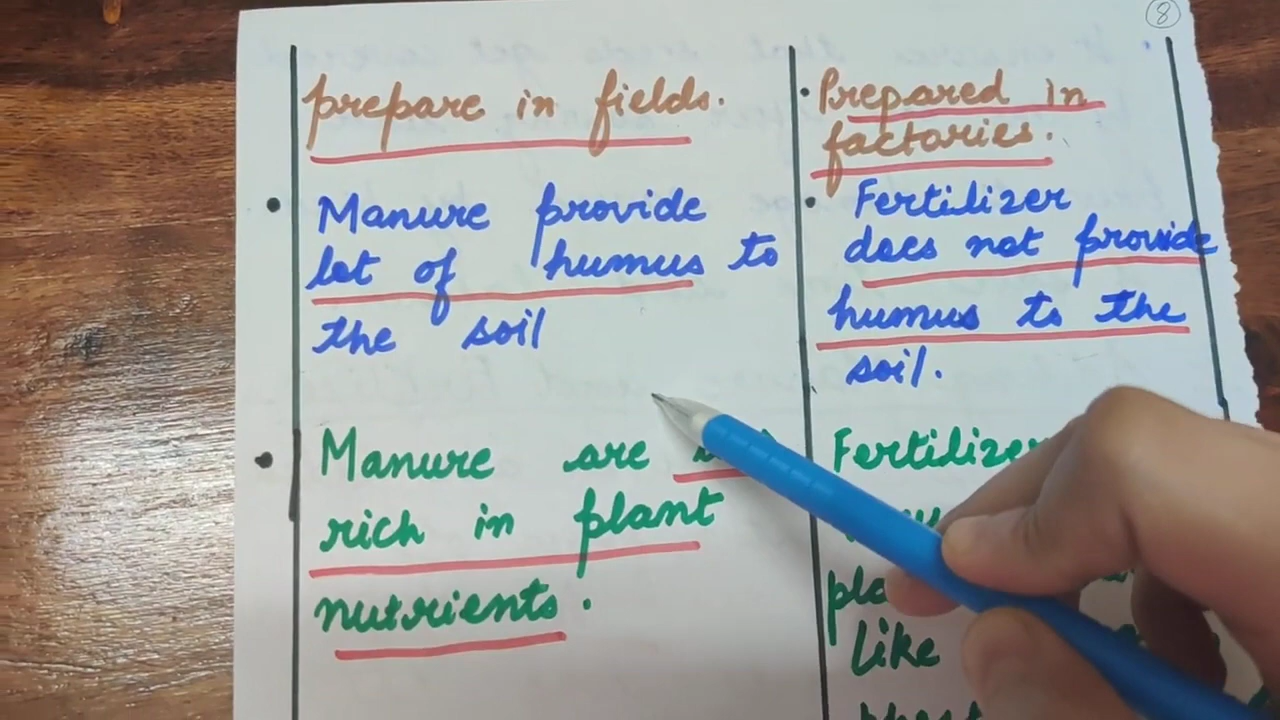 8
prepare in fields.
• Manure provide
lot of humus to
the soil
• Manure are
rich in plant
nutrients.
• Prepared in
factories.
• Fertilizer
does not provide
humus to the
soil.
Fertilizer
like